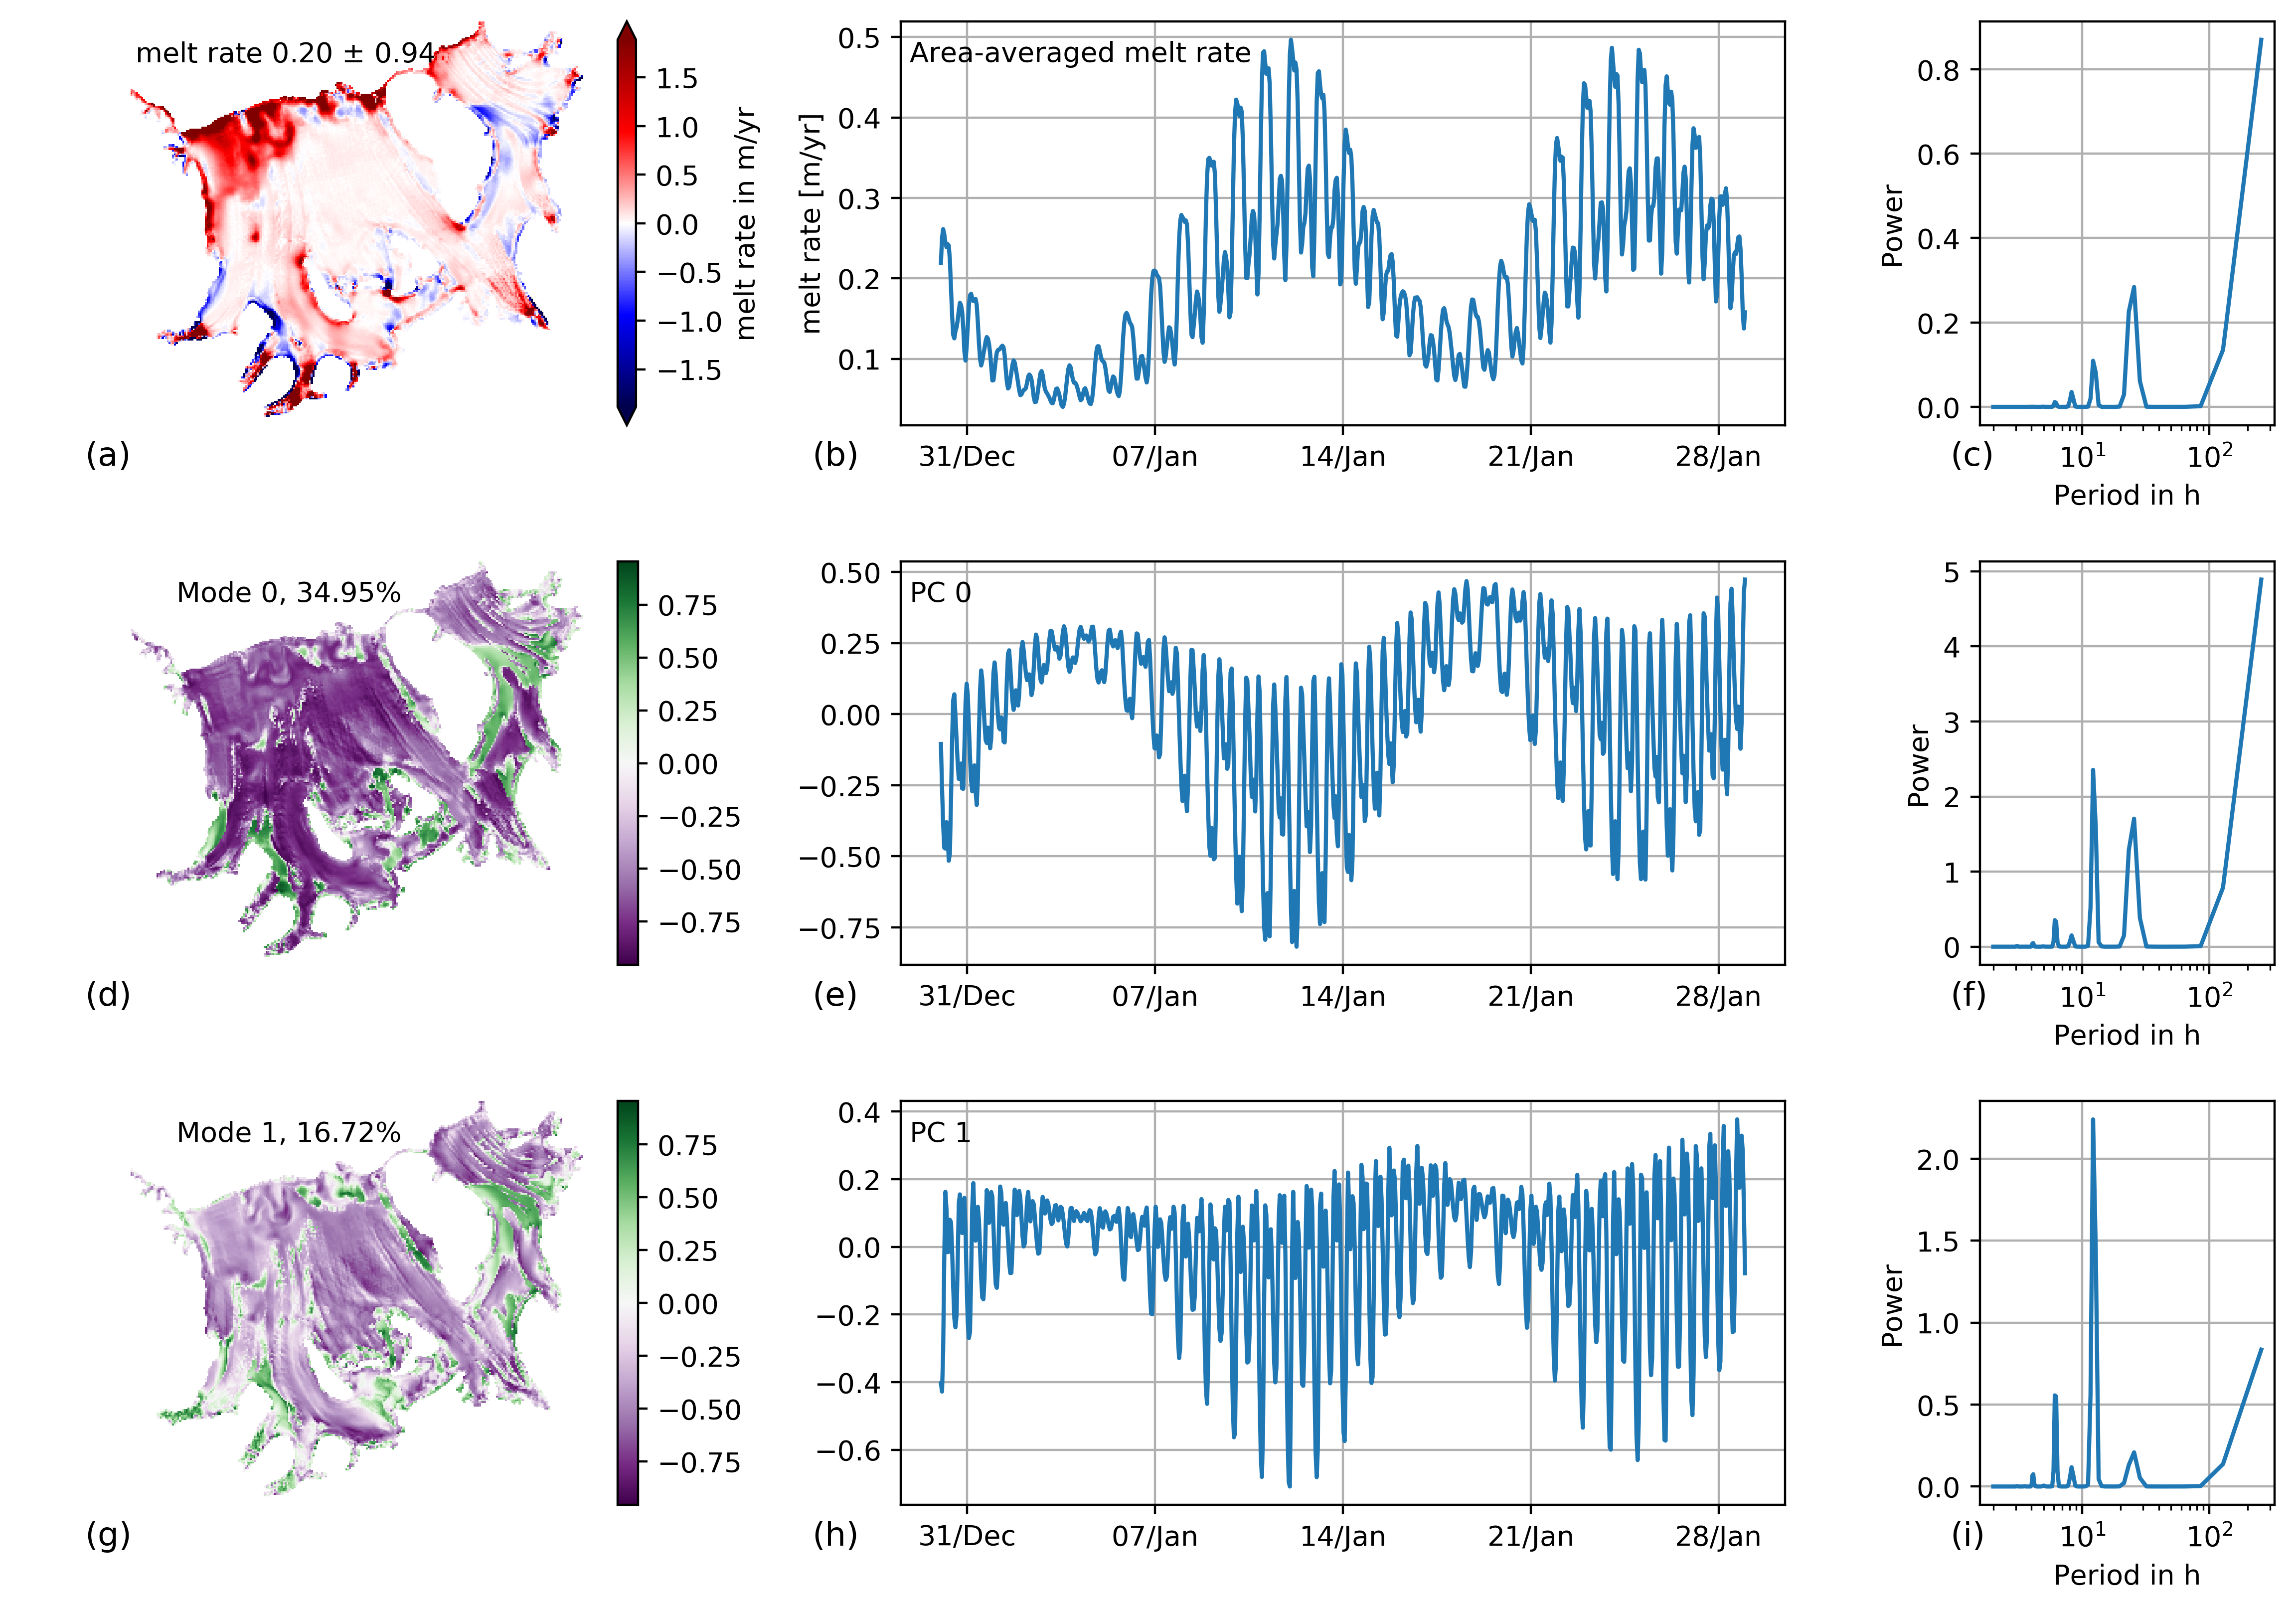 melt rate 0.20 ± 0.94
1.5
1.0
0.5
0.0
−0.5
−1.0
−1.5
melt rate in m/yr
(a)
Area-averaged melt rate
0.5
0.4
0.3
0.2
0.1
melt rate [m/yr]
31/Dec 07/Jan 14/Jan 21/Jan 28/Jan
(b)
0.8
0.6
0.4
0.2
0.0
Power
10¹ 10²
(c)
Period in h
Mode 0, 34.95%
0.75
0.50
0.25
0.00
−0.25
−0.50
−0.75
(d)
PC 0
0.50
0.25
0.00
−0.25
−0.50
−0.75
31/Dec 07/Jan 14/Jan 21/Jan 28/Jan
(e)
5
4
3
2
1
0
Power
10¹ 10²
(f)
Period in h
Mode 1, 16.72%
0.75
0.50
0.25
0.00
−0.25
−0.50
−0.75
(g)
PC 1
0.4
0.2
0.0
−0.2
−0.4
−0.6
31/Dec 07/Jan 14/Jan 21/Jan 28/Jan
(h)
2.0
1.5
1.0
0.5
0.0
Power
10¹ 10²
(i)
Period in h